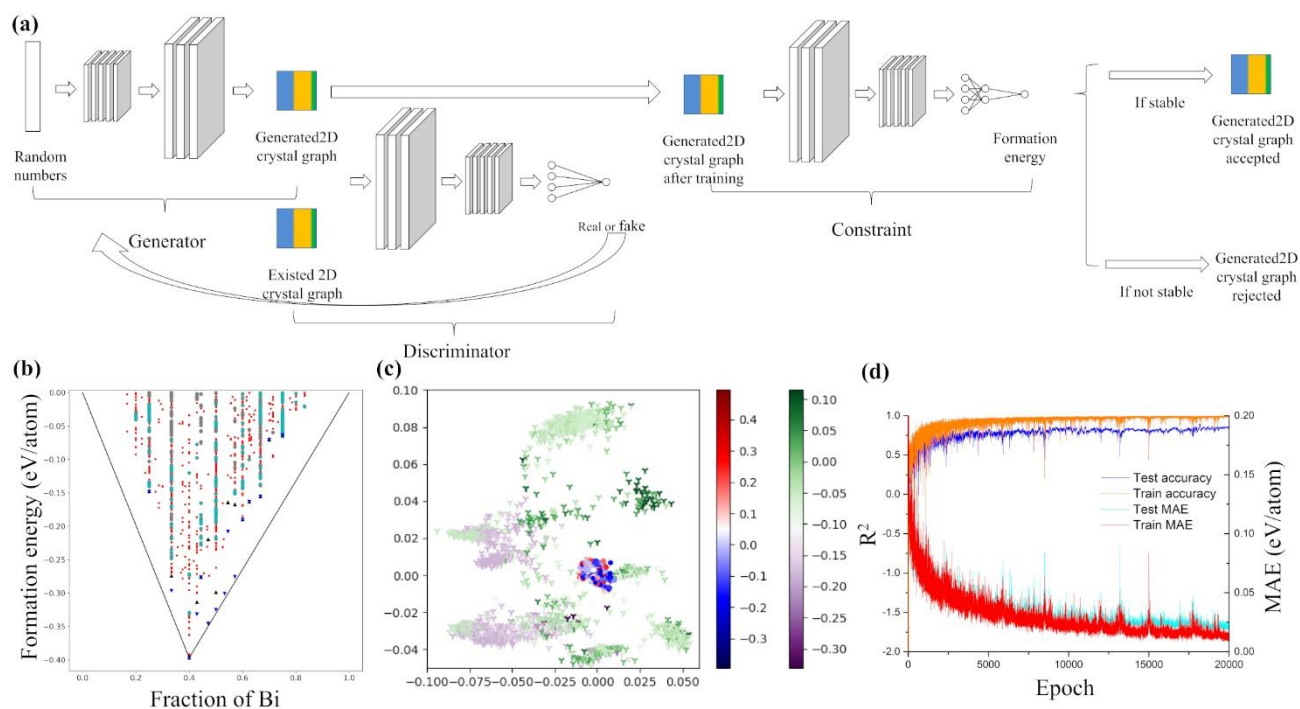 (a)
Random
numbers
Generated2D
crystal graph
Generator
Existed 2D
crystal graph
Real or fake
Discriminator
Generated2D
crystal graph
after training
Formation
energy
Constraint
If stable
Generated2D
crystal graph
accepted
If not stable
Generated2D
crystal graph
rejected
(b)
Formation energy (eV/atom)
0.00
−0.05
−0.10
−0.15
−0.20
−0.25
−0.30
−0.35
−0.40
0.0 0.2 0.4 0.6 0.8 1.0
Fraction of Bi
(c)
0.10
0.08
0.06
0.04
0.02
0.00
−0.02
−0.04
−0.100 −0.075 −0.050 −0.025 0.000 0.025 0.050
0.4
0.3
0.2
0.1
0.0
−0.1
−0.2
−0.3
0.10
0.05
0.00
−0.05
−0.10
−0.15
−0.20
−0.25
−0.30
(d)
R²
1.0
0.5
0.0
-0.5
-1.0
-1.5
-2.0
Test accuracy
Train accuracy
Test MAE
Train MAE
0.20
0.15
0.10
0.05
0.00
MAE (eV/atom)
0 5000 10000 15000 20000
Epoch